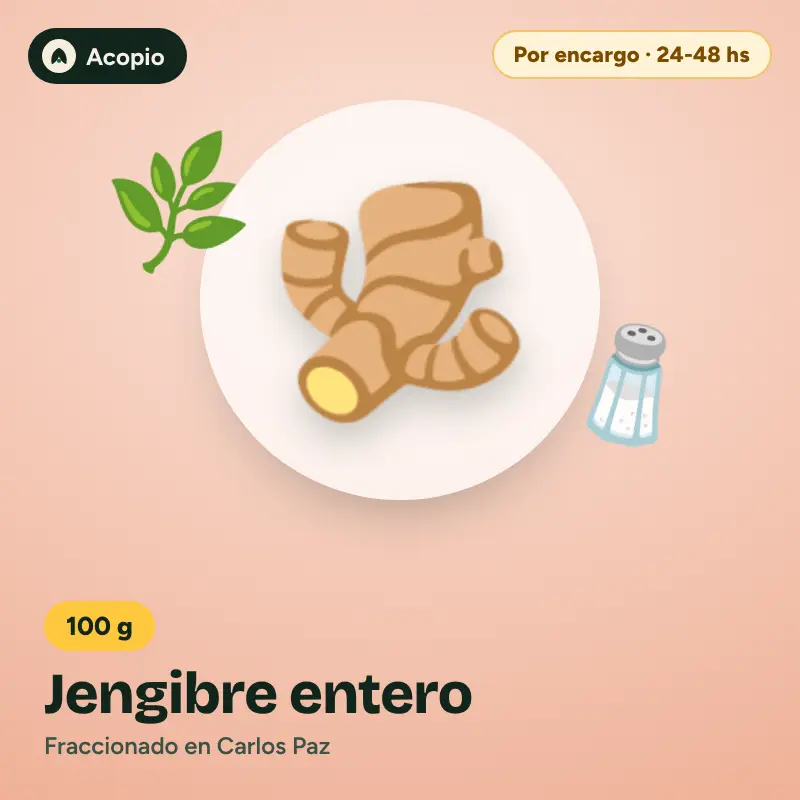 Acopio
Por encargo · 24-48 hs
100 g
Jengibre entero
Fraccionado en Carlos Paz